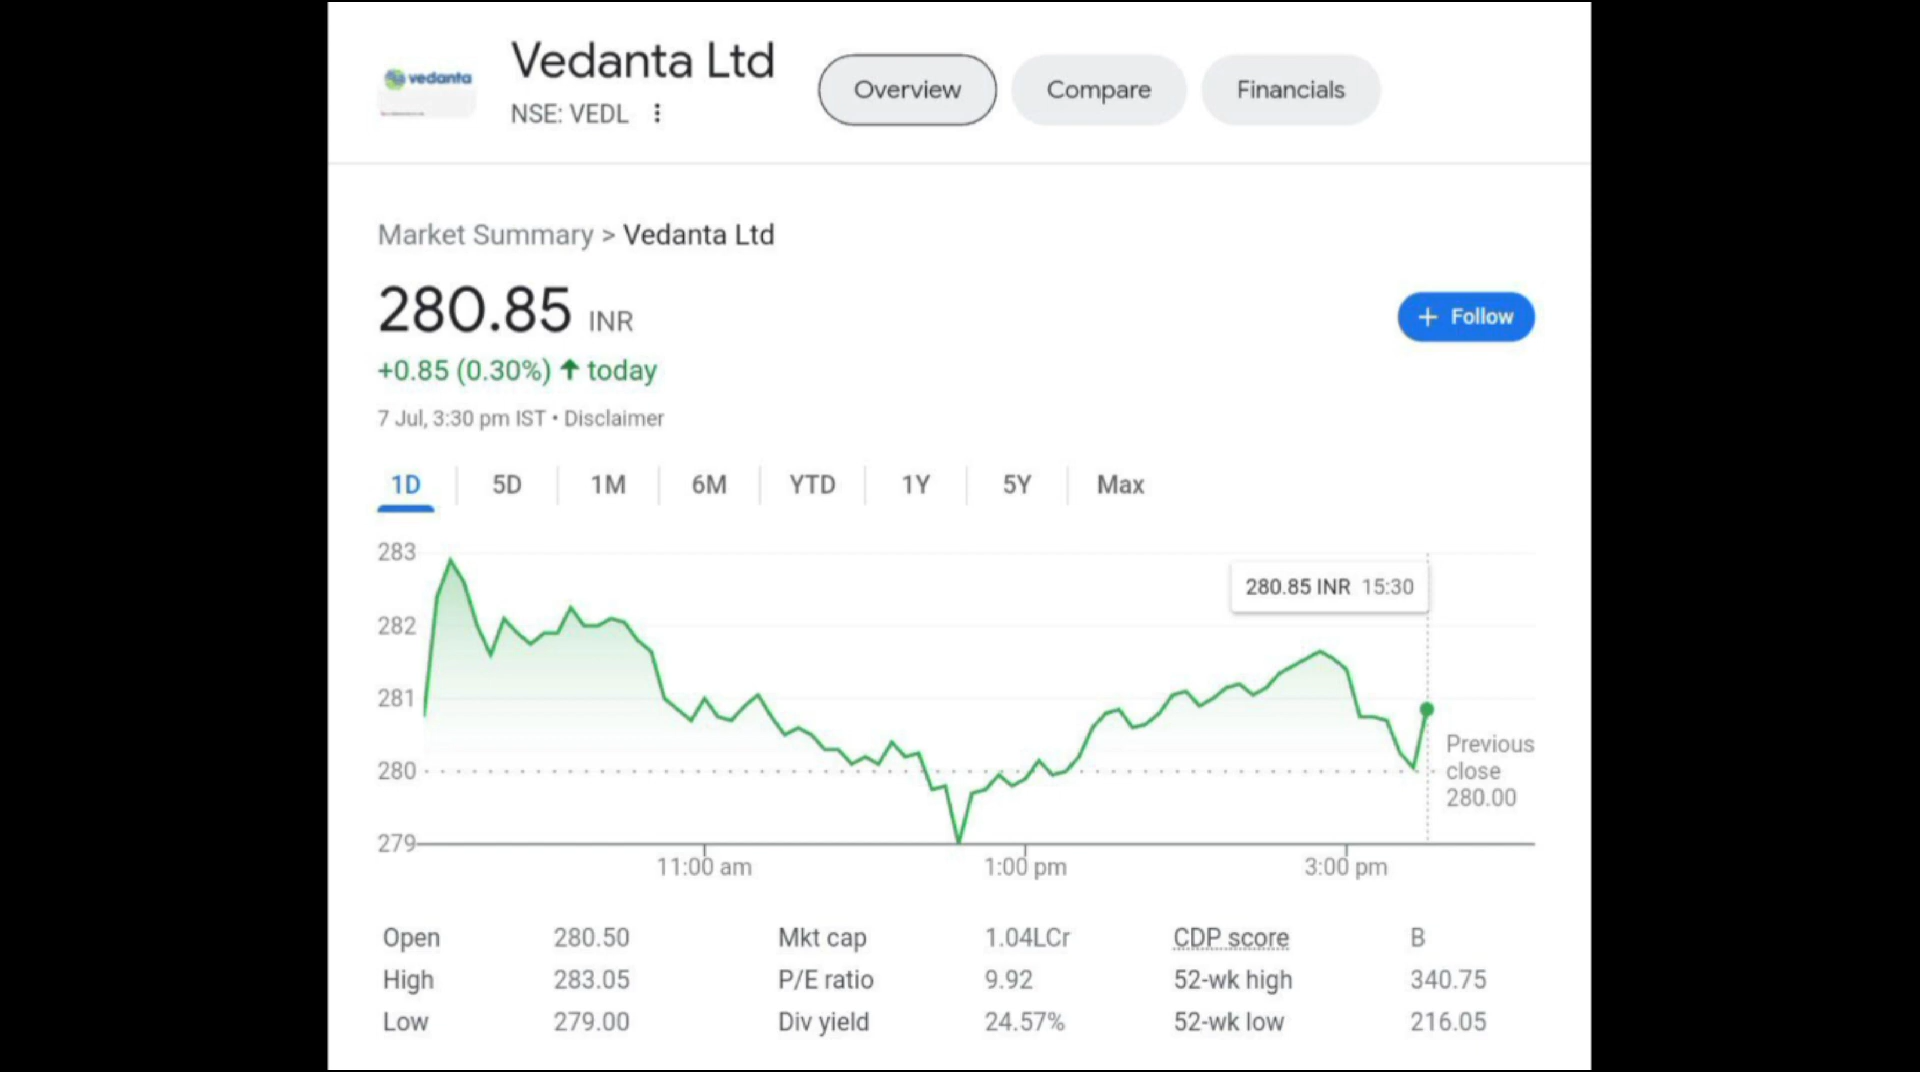 vedanta
Vedanta Ltd
NSE: VEDL
Overview
Compare
Financials
Market Summary > Vedanta Ltd
280.85 INR
+ Follow
+0.85 (0.30%) ↑ today
7 Jul, 3:30 pm IST • Disclaimer
1D 5D 1M 6M YTD 1Y 5Y Max
283
280.85 INR 15:30
282
281
280
Previous
close
280.00
279
11:00 am 1:00 pm 3:00 pm
Open 280.50 Mkt cap 1.04LCr CDP score B
High 283.05 P/E ratio 9.92 52-wk high 340.75
Low 279.00 Div yield 24.57% 52-wk low 216.05